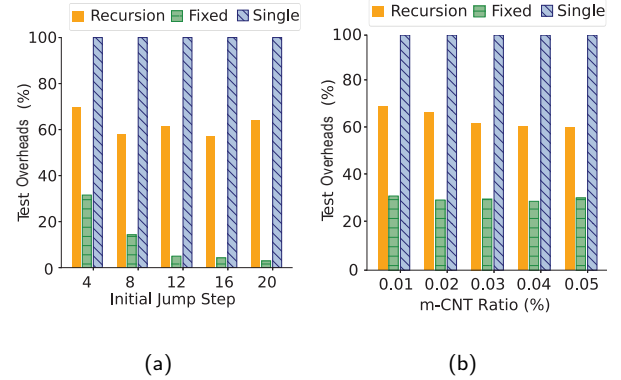 Recursion Fixed Single
100
80
60
40
20
0
Test Overheads (%)
4 8 12 16 20
Initial Jump Step
(a)
Recursion Fixed Single
100
80
60
40
20
0
Test Overheads (%)
0.01 0.02 0.03 0.04 0.05
m-CNT Ratio (%)
(b)